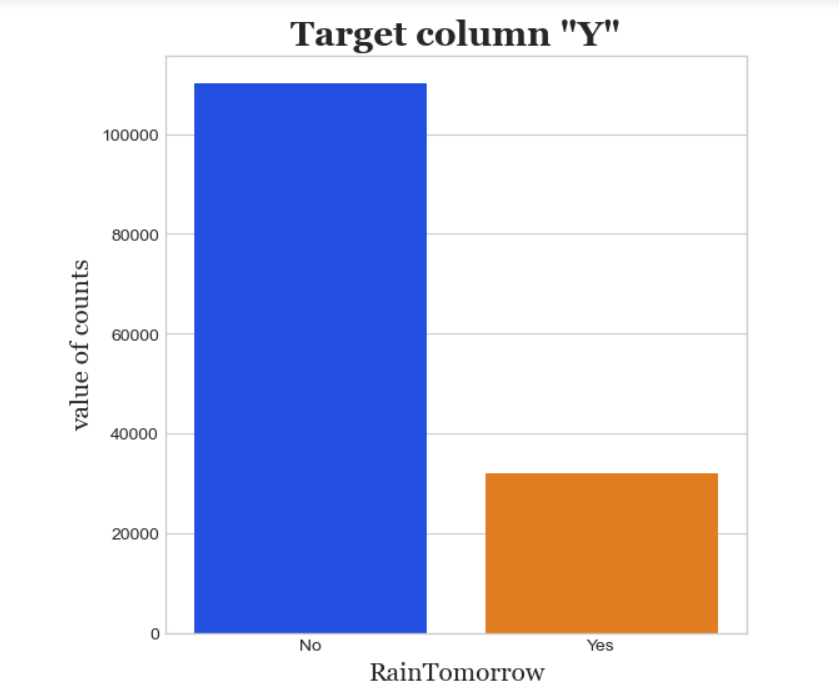 Target column "Y"
100000
80000
60000
40000
20000
0
value of counts
No
Yes
RainTomorrow